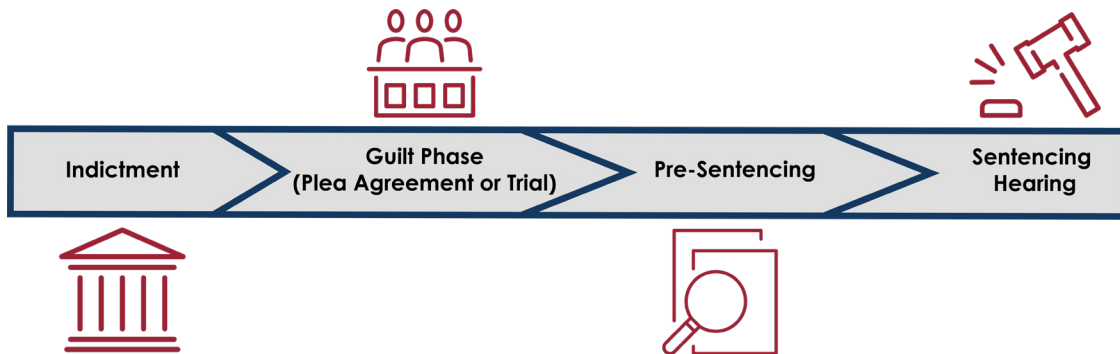 Indictment
Guilt Phase
(Plea Agreement or Trial)
Pre-Sentencing
Sentencing
Hearing